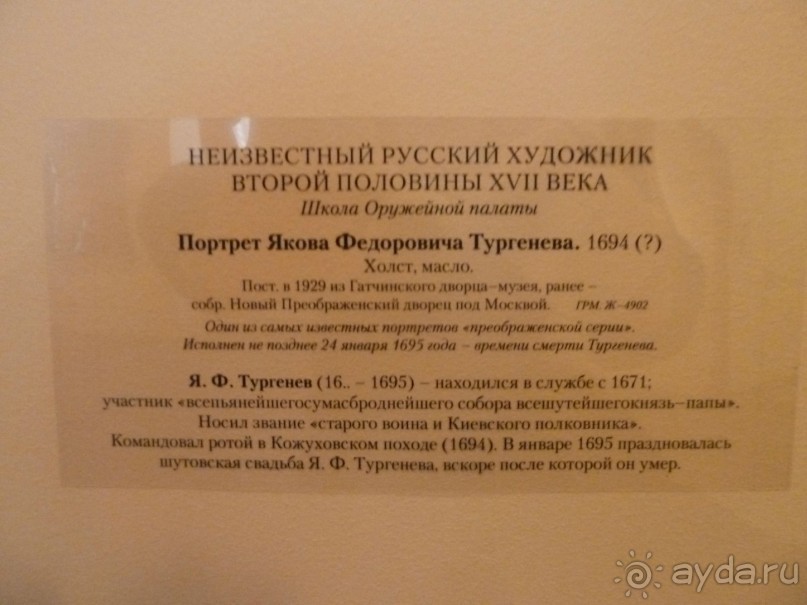 НЕИЗВЕСТНЫЙ РУССКИЙ ХУДОЖНИК
ВТОРОЙ ПОЛОВИНЫ XVII ВЕКА
Школа Оружейной палаты
Портрет Якова Федоровича Тургенева. 1694 (?)
Холст, масло.
Пост. в 1929 из Гатчинского дворца–музея, ранее –
собр. Новый Преображенский дворец под Москвой. ГРМ. Ж–4902
Один из самых известных портретов «преображенской серии».
Исполнен не позднее 24 января 1695 года – времени смерти Тургенева.
Я. Ф. Тургенев (16.. – 1695) – находился в службе с 1671;
участник «всепьянейшегосумасброднейшего собора всешутейшегокнязь–папы».
Носил звание «старого воина и Киевского полковника».
Командовал ротой в Кожуховском походе (1694). В январе 1695 праздновалась
шутовская свадьба Я. Ф. Тургенева, вскоре после которой он умер.
ayda.ru